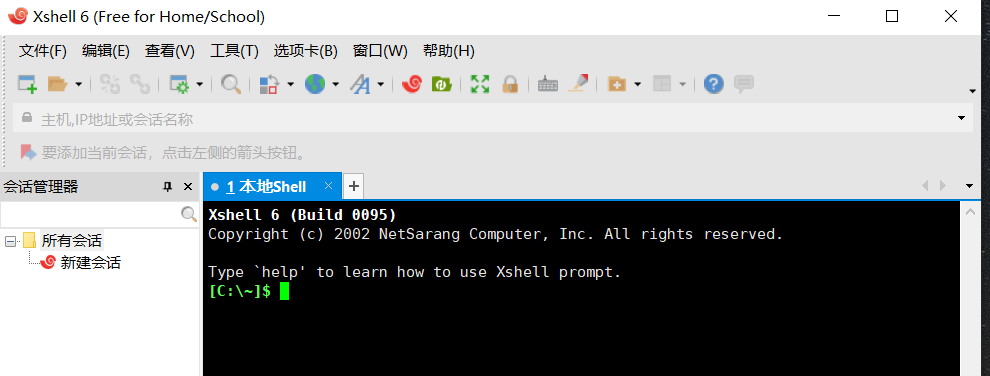 Xshell 6 (Free for Home/School)
文件(F) 编辑(E) 查看(V) 工具(T) 选项卡(B) 窗口(W) 帮助(H)
主机,IP地址或会话名称
要添加当前会话，点击左侧的箭头按钮。
会话管理器
1 本地Shell
所有会话
新建会话
Xshell 6 (Build 0095)
Copyright (c) 2002 NetSarang Computer, Inc. All rights reserved.
Type `help' to learn how to use Xshell prompt.
[C:\~]$